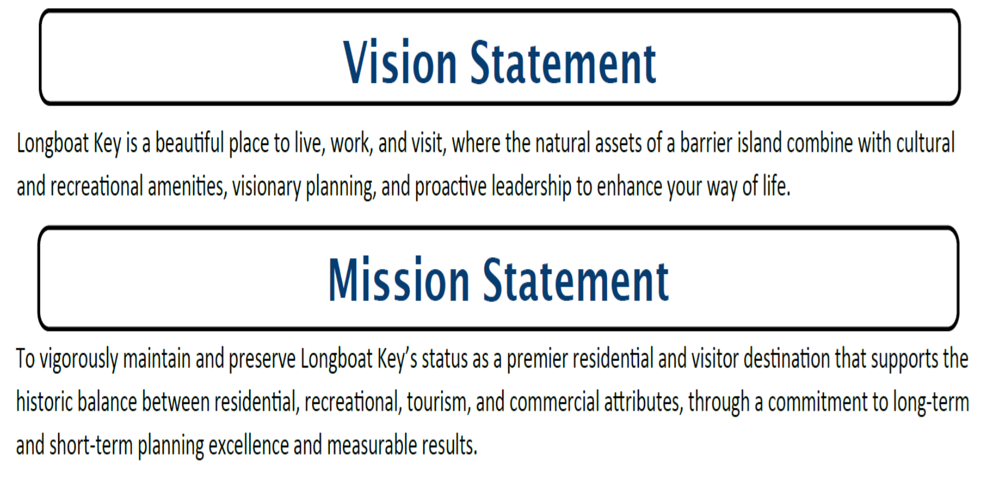 Vision Statement
Longboat Key is a beautiful place to live, work, and visit, where the natural assets of a barrier island combine with cultural
and recreational amenities, visionary planning, and proactive leadership to enhance your way of life.
Mission Statement
To vigorously maintain and preserve Longboat Key’s status as a premier residential and visitor destination that supports the
historic balance between residential, recreational, tourism, and commercial attributes, through a commitment to long-term
and short-term planning excellence and measurable results.